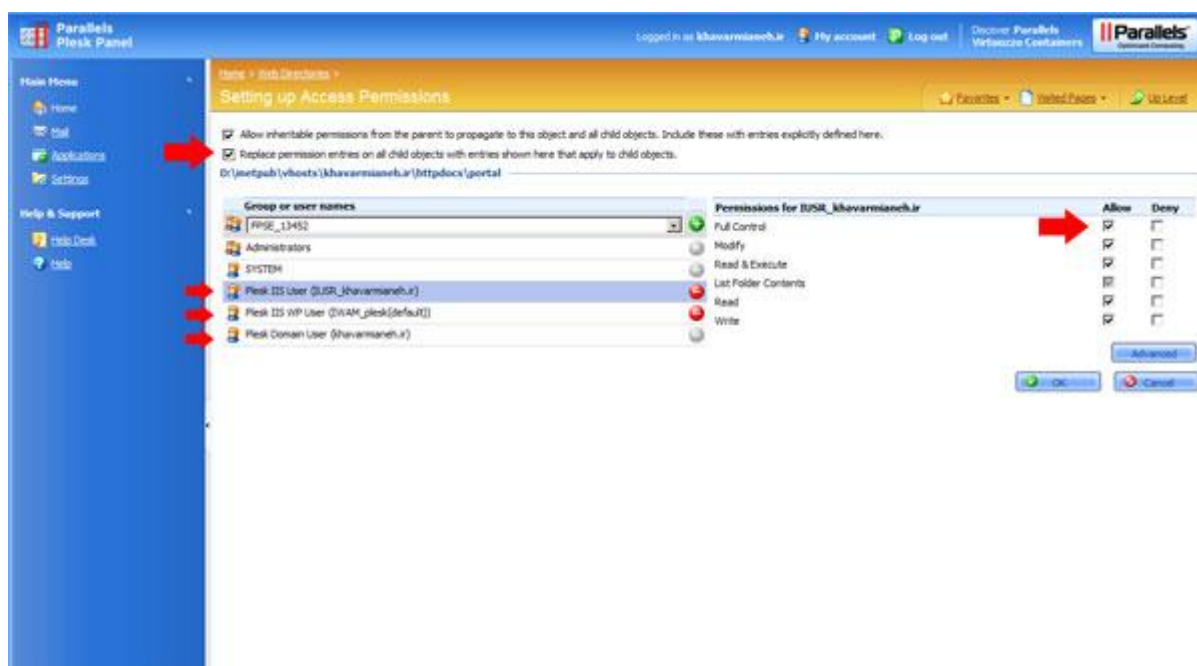 Parallels
Plesk Panel
Logged in as khavarmianeh.ir My account Log out
Discover Parallels
Virtuozzo Containers
Parallels
Optimized Computing
Main Menu
Home
Mail
Applications
Settings
Help & Support
Help Desk
Help
Home > Web Directories >
Setting up Access Permissions
Favorites Visited Pages Up Level
Allow inheritable permissions from the parent to propagate to this object and all child objects. Include these with entries explicitly defined here.
Replace permission entries on all child objects with entries shown here that apply to child objects.
D:\inetpub\vhosts\khavarmianeh.ir\httpdocs\portal
Group or user names
FPSE_13452
Administrators
SYSTEM
Plesk IIS User (IUSR_khavarmianeh.ir)
Plesk IIS WP User (IWAM_plesk(default))
Plesk Domain User (khavarmianeh.ir)
Permissions for IUSR_khavarmianeh.ir Allow Deny
Full Control
Modify
Read & Execute
List Folder Contents
Read
Write
Advanced
OK Cancel